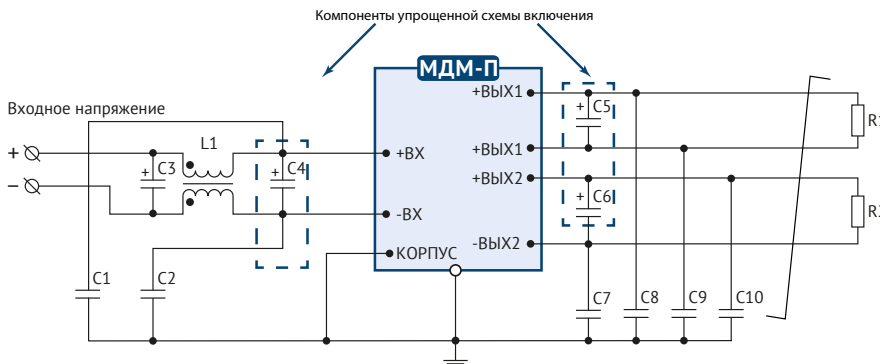 Компоненты упрощенной схемы включения
МДМ-П
Входное напряжение
+ВЫХ1
+ C5
R1
L1
+
+ C3
+ C4
+ВХ
+ВЫХ1
+ВЫХ2
–
+ C6
-ВХ
-ВЫХ2
КОРПУС
C1
C2
C7
C8
C9
C10